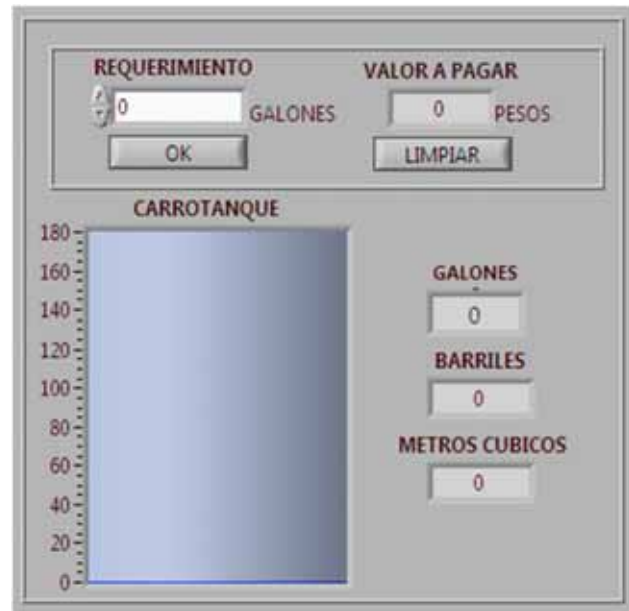 REQUERIMIENTO
VALOR A PAGAR
0 GALONES
0 PESOS
OK
LIMPIAR
CARROTANQUE
180
160
140
120
100
80
60
40
20
0
GALONES
0
BARRILES
0
METROS CUBICOS
0